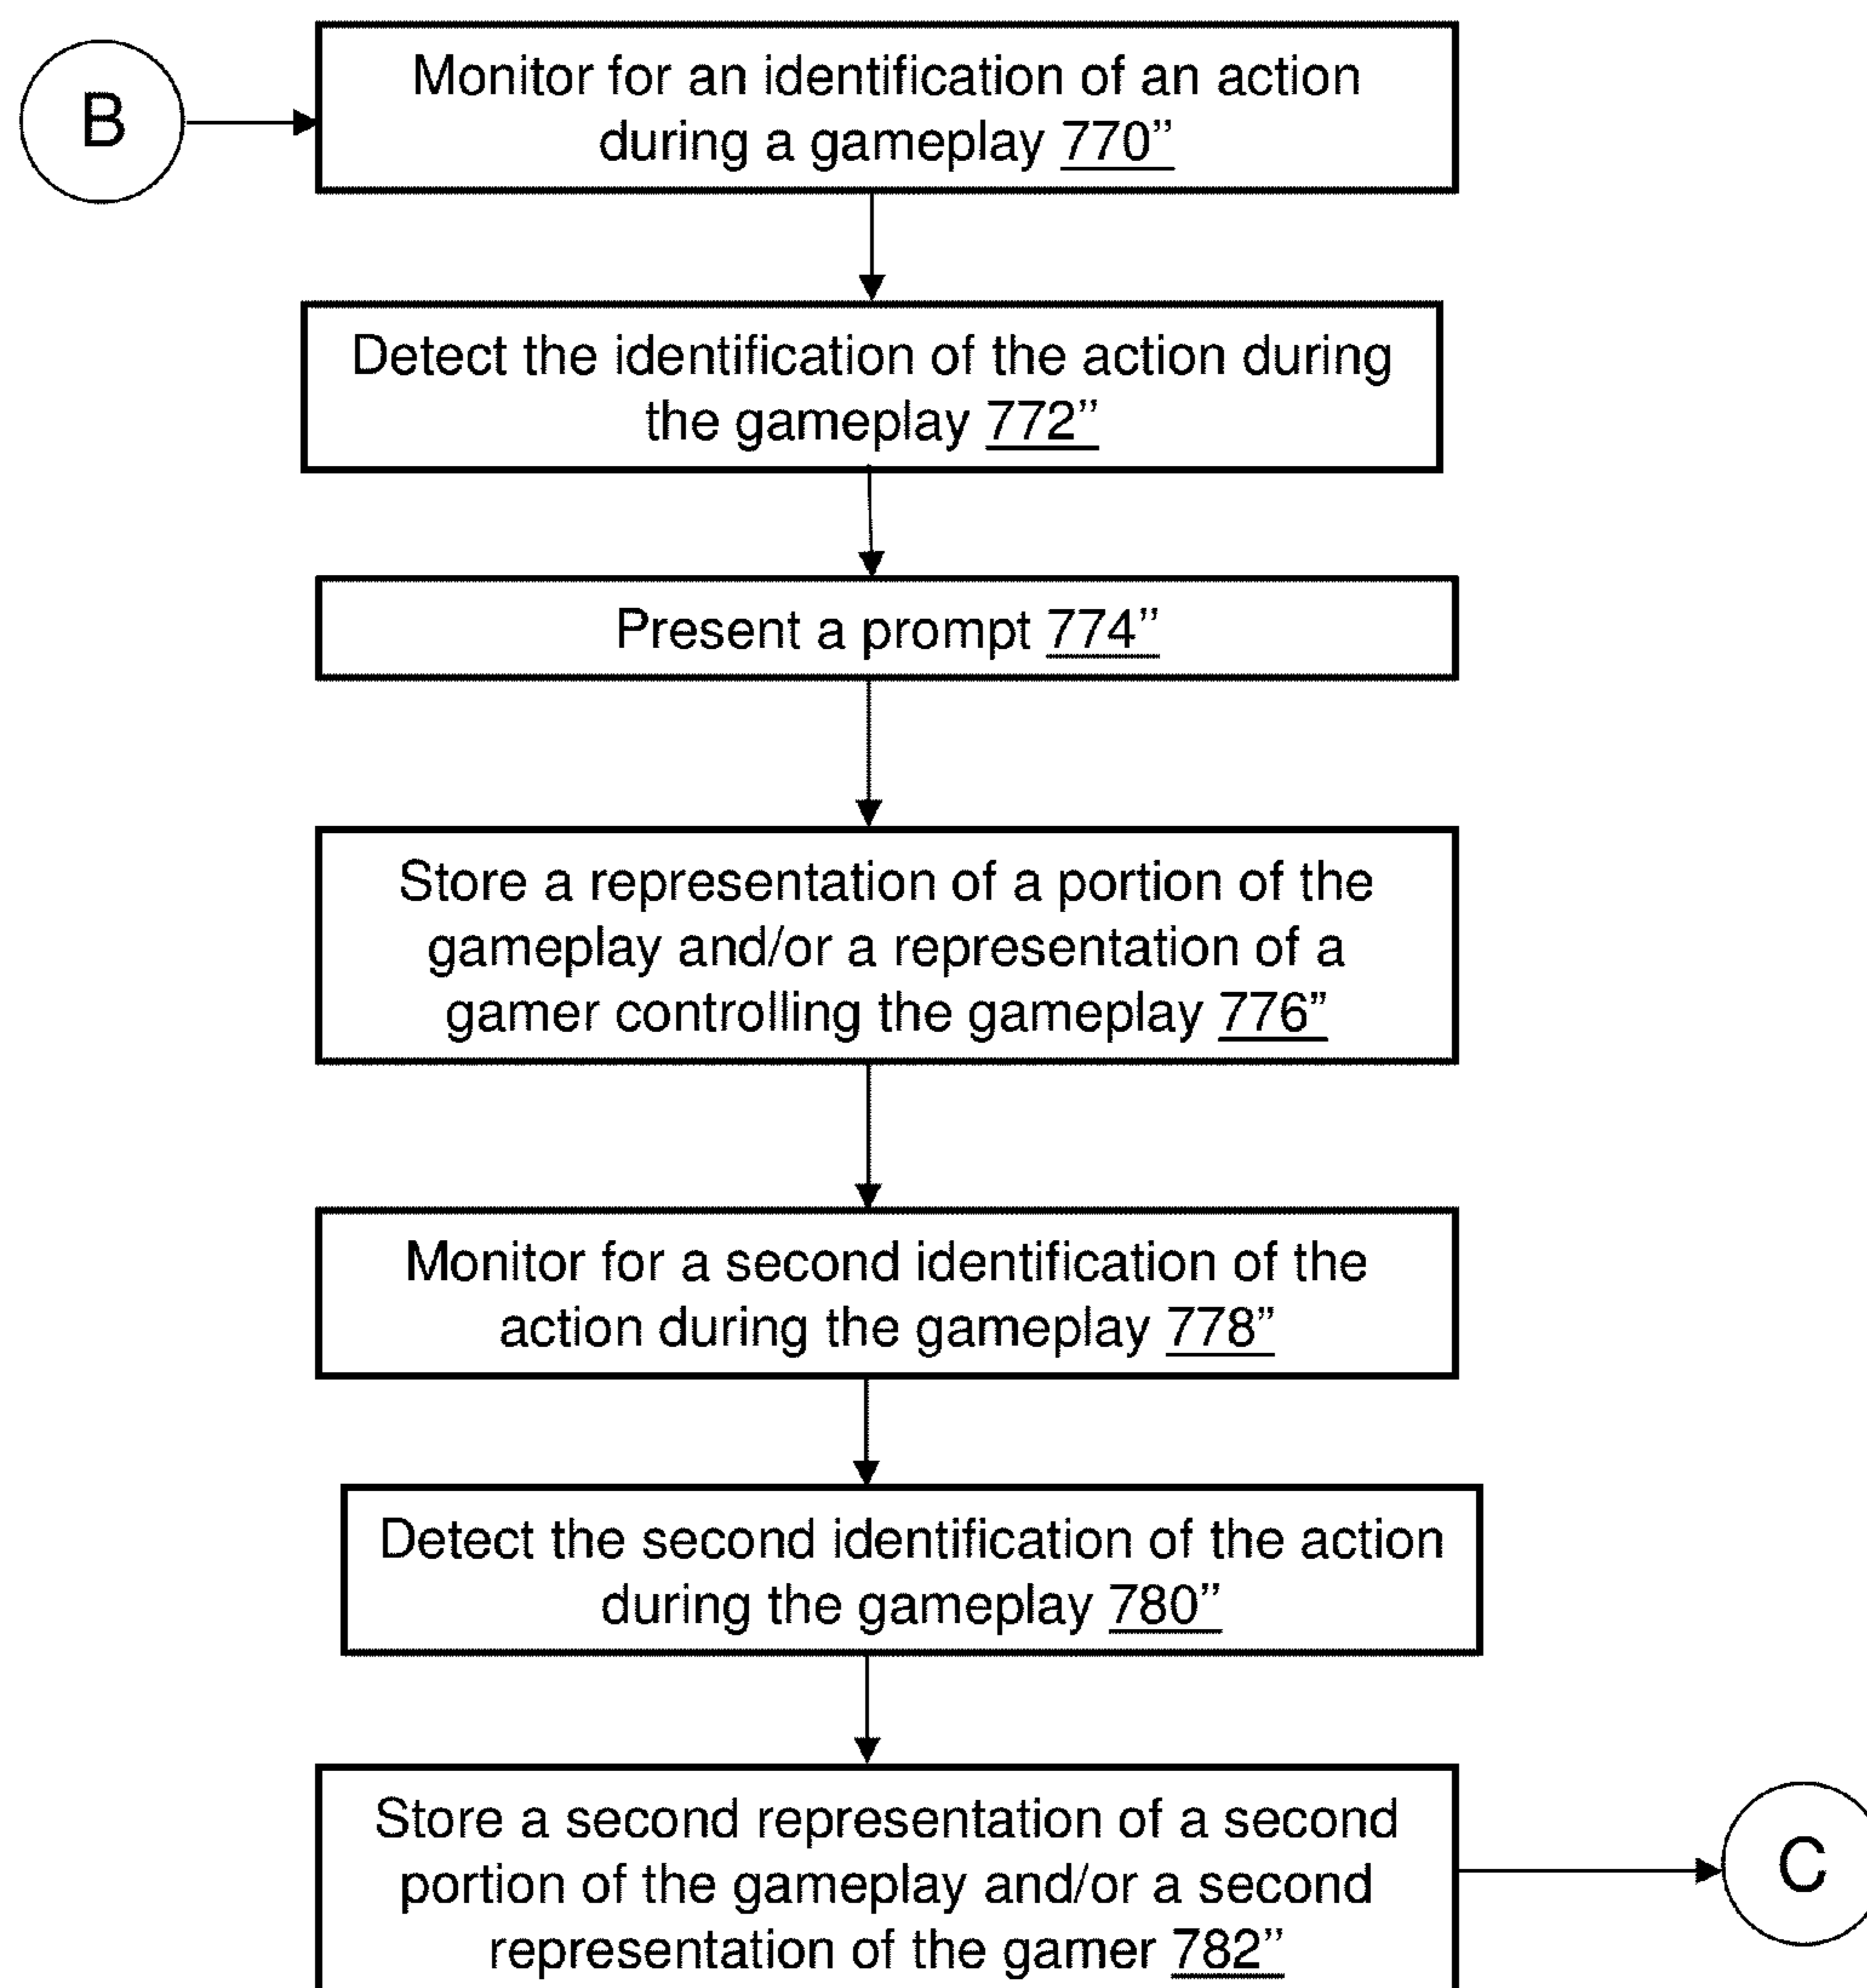 B
Monitor for an identification of an action
during a gameplay 770”
Detect the identification of the action during
the gameplay 772”
Present a prompt 774”
Store a representation of a portion of the
gameplay and/or a representation of a
gamer controlling the gameplay 776”
Monitor for a second identification of the
action during the gameplay 778”
Detect the second identification of the action
during the gameplay 780”
Store a second representation of a second
portion of the gameplay and/or a second
representation of the gamer 782”
C